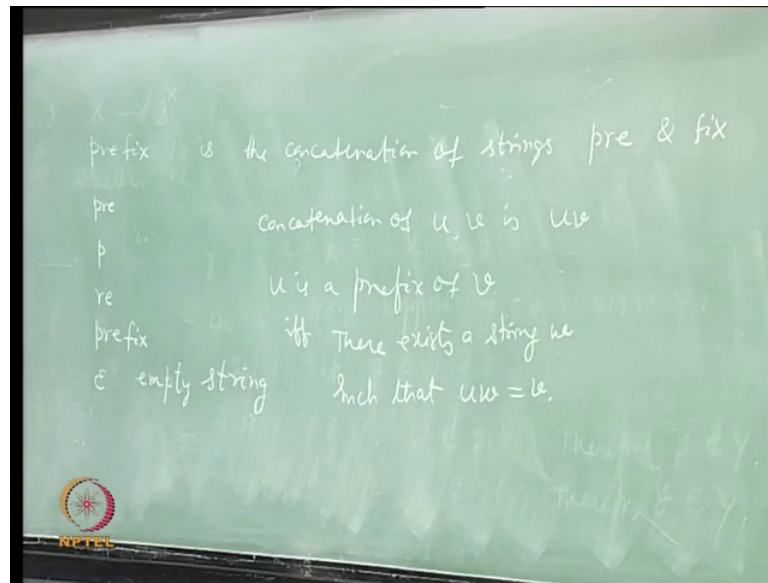 prefix is the concatenation of strings pre & fix
pre
concatenation of u, v is uv
p
re
u is a prefix of v
prefix iff There exists a string w
ε empty string Such that uw = v.
Y.
Y.
NPTEL